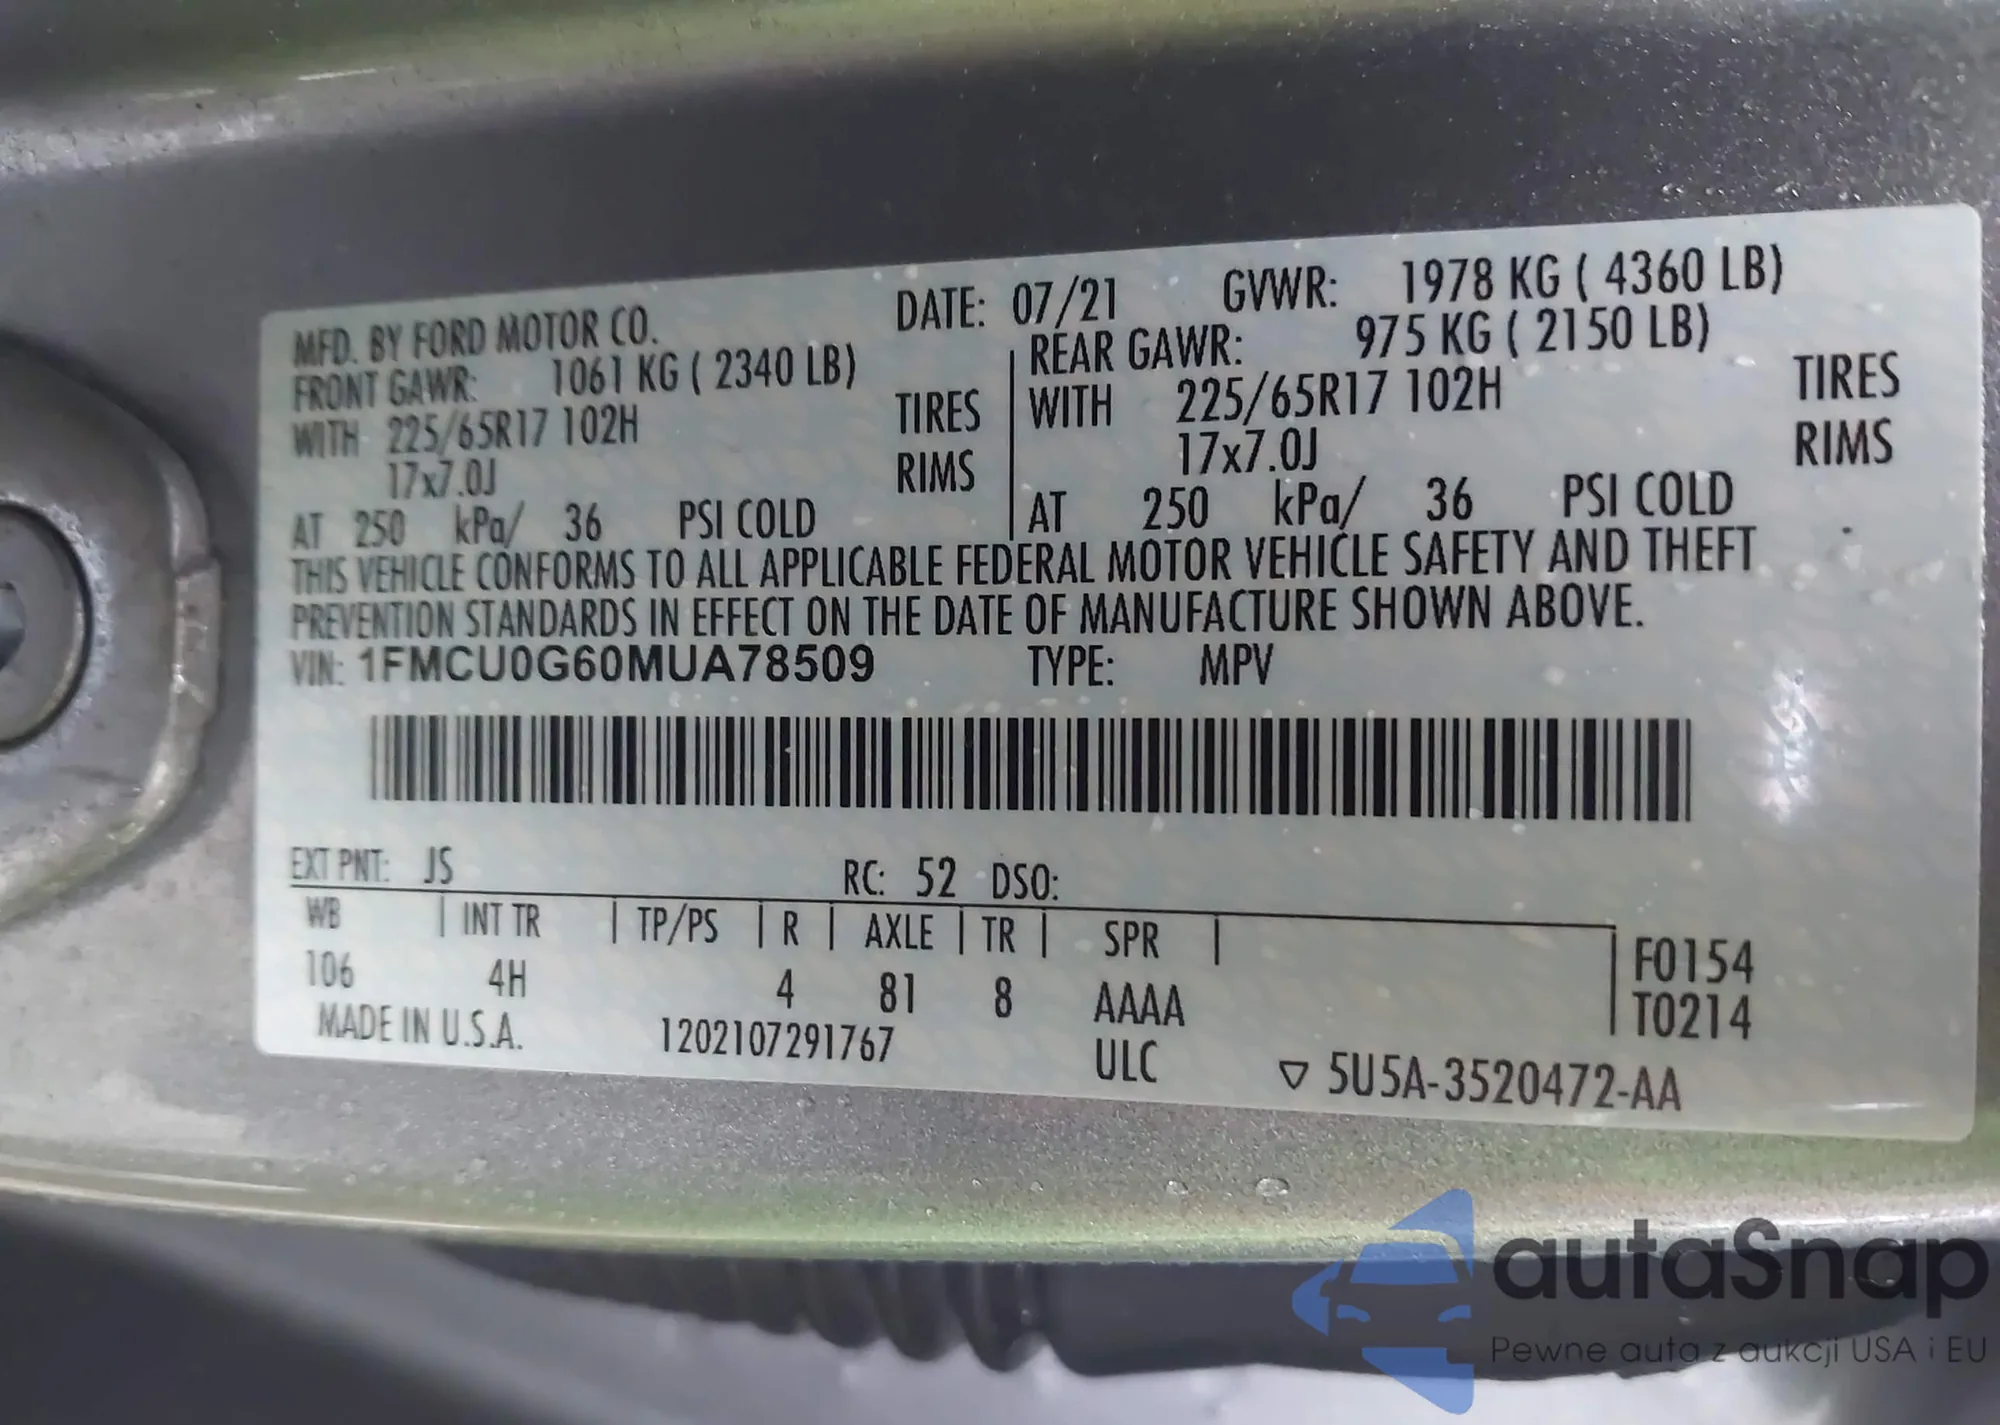 MFD. BY FORD MOTOR CO. DATE: 07/21 GVWR: 1978 KG ( 4360 LB)
FRONT GAWR: 1061 KG ( 2340 LB) REAR GAWR: 975 KG ( 2150 LB)
WITH 225/65R17 102H TIRES WITH 225/65R17 102H TIRES
17x7.0J RIMS 17x7.0J RIMS
AT 250 kPa/ 36 PSI COLD AT 250 kPa/ 36 PSI COLD
THIS VEHICLE CONFORMS TO ALL APPLICABLE FEDERAL MOTOR VEHICLE SAFETY AND THEFT
PREVENTION STANDARDS IN EFFECT ON THE DATE OF MANUFACTURE SHOWN ABOVE.
VIN: 1FMCU0G60MUA78509 TYPE: MPV
EXT PNT: JS RC: 52 DSO:
WB | INT TR | TP/PS | R | AXLE | TR | SPR | F0154
106 4H 4 81 8 AAAA T0214
MADE IN U.S.A. 1202107291767 ULC ▽ 5U5A-3520472-AA
autaSnap
Pewne auta z aukcji USA i EU